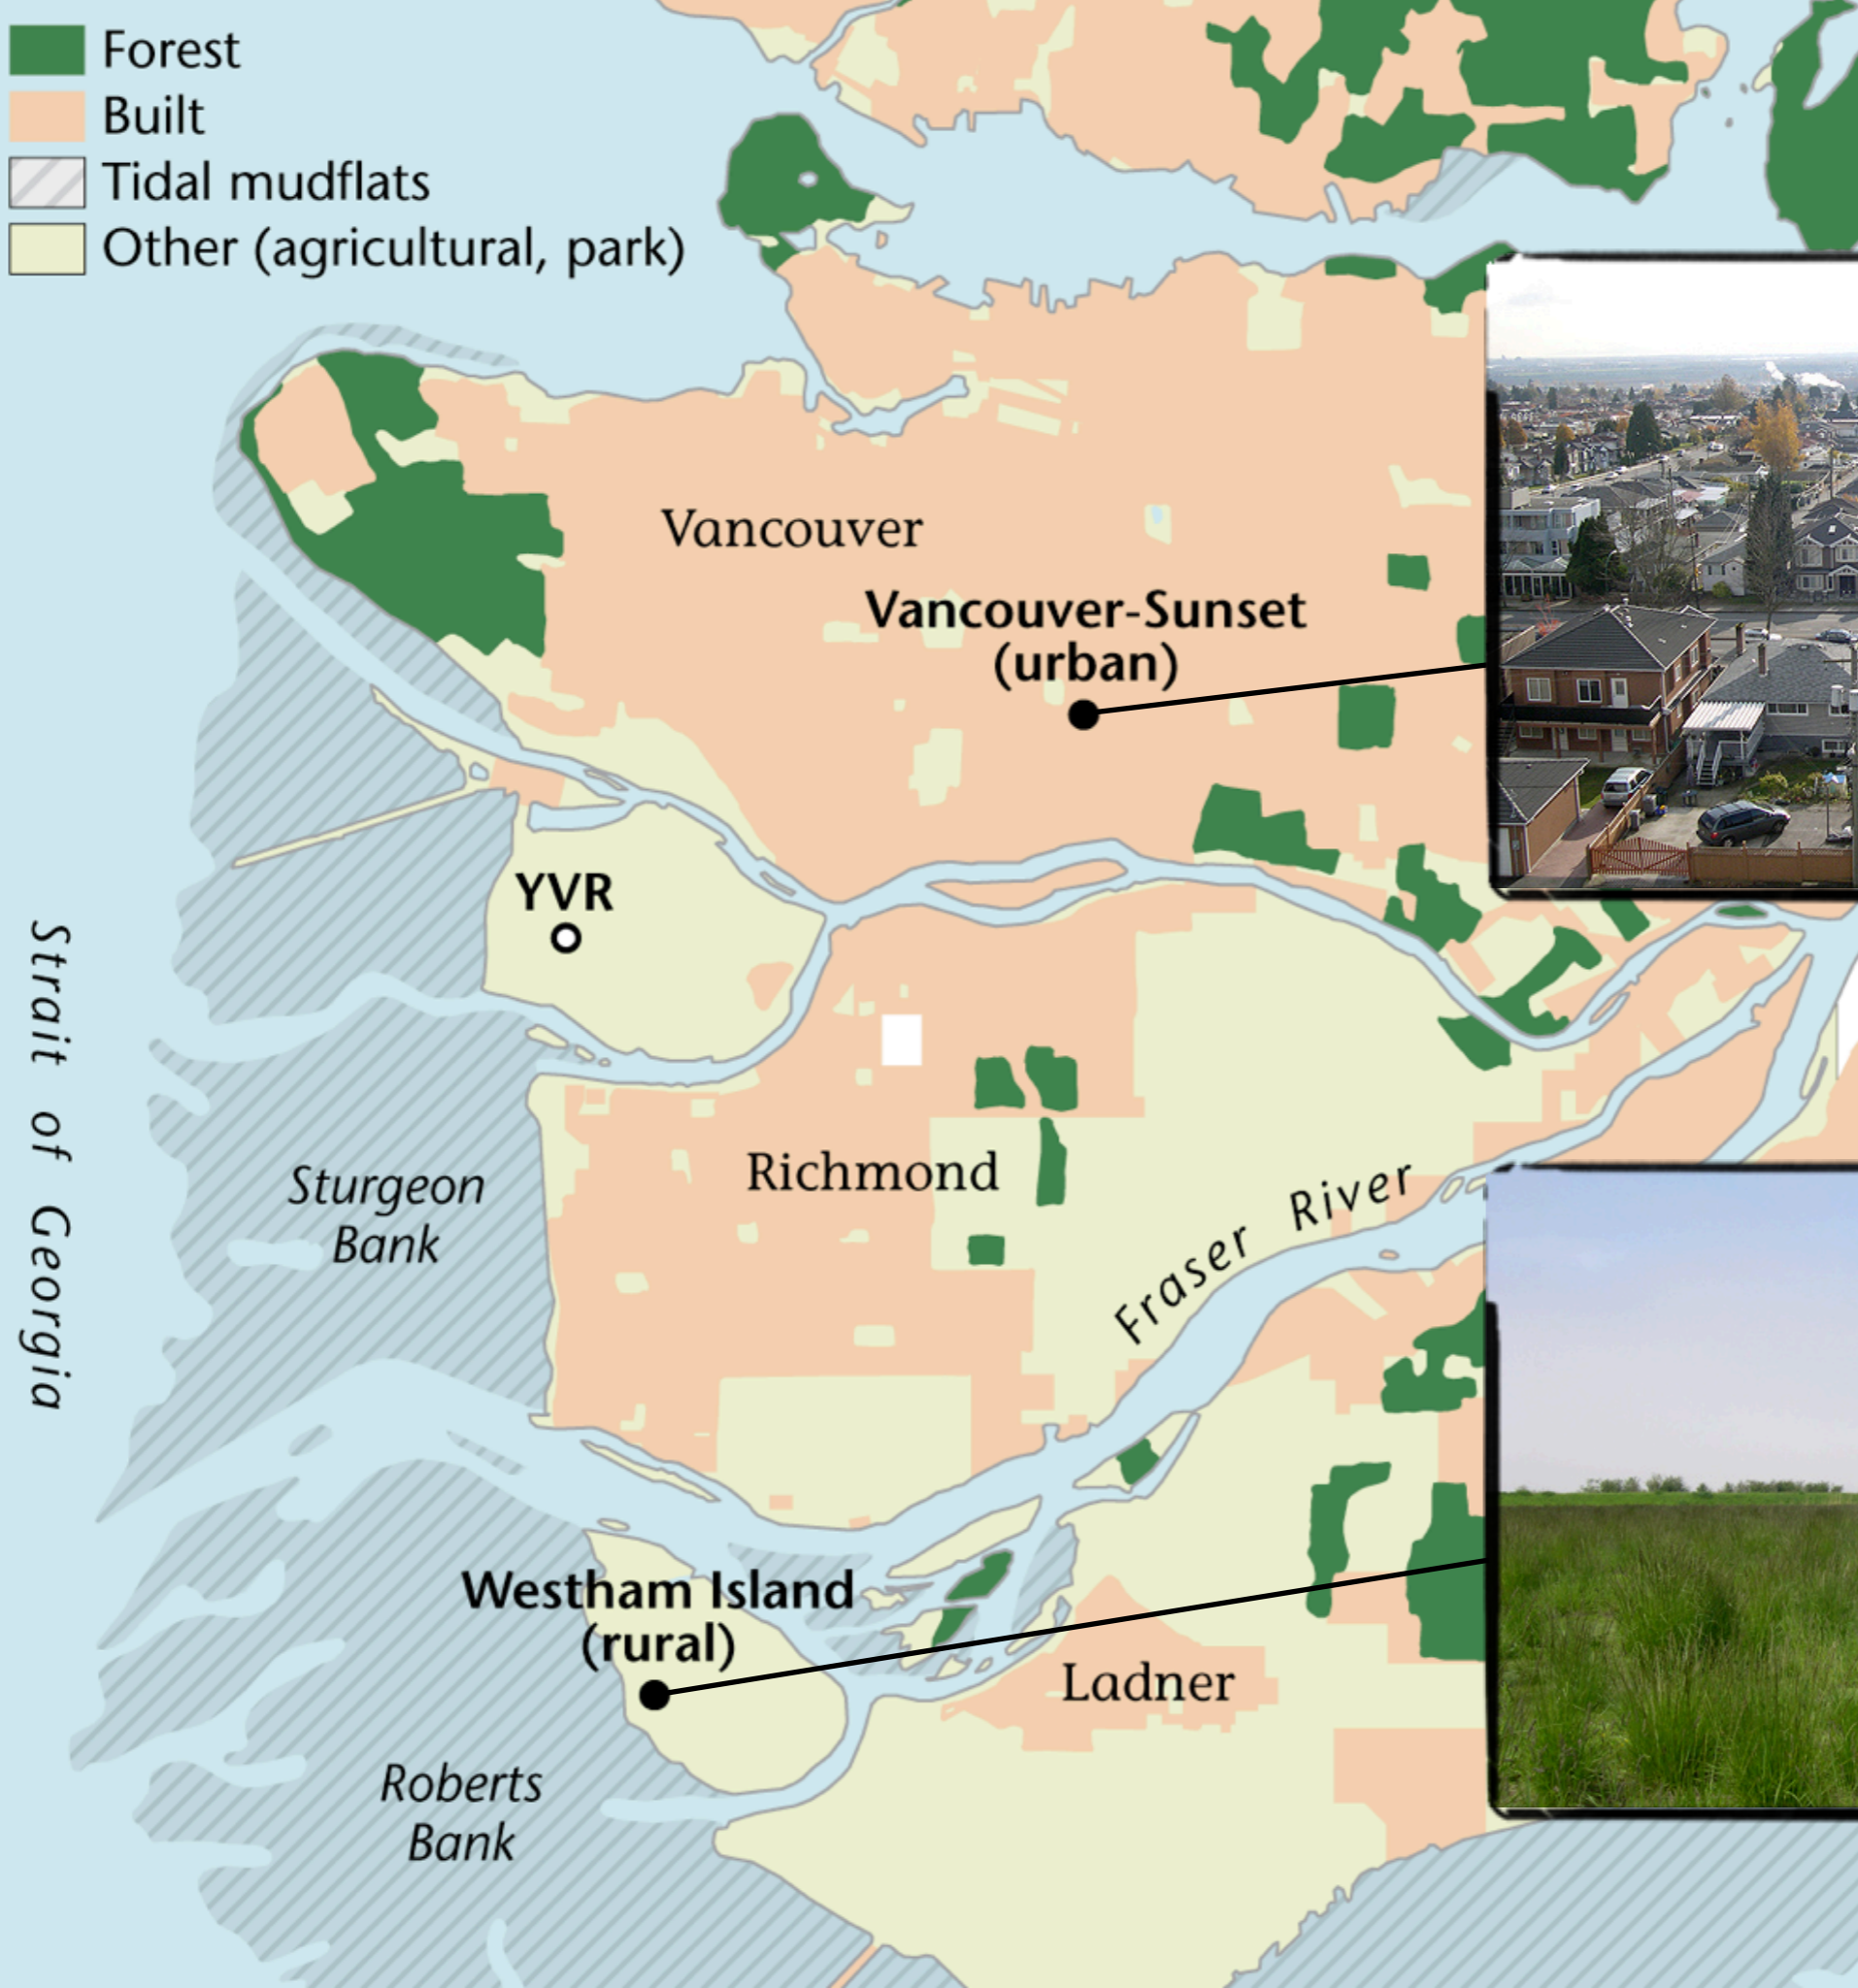 Forest
Built
Tidal mudflats
Other (agricultural, park)
Vancouver
Vancouver-Sunset
(urban)
YVR
Strait of Georgia
Sturgeon
Bank
Richmond
Fraser River
Westham Island
(rural)
Ladner
Roberts
Bank